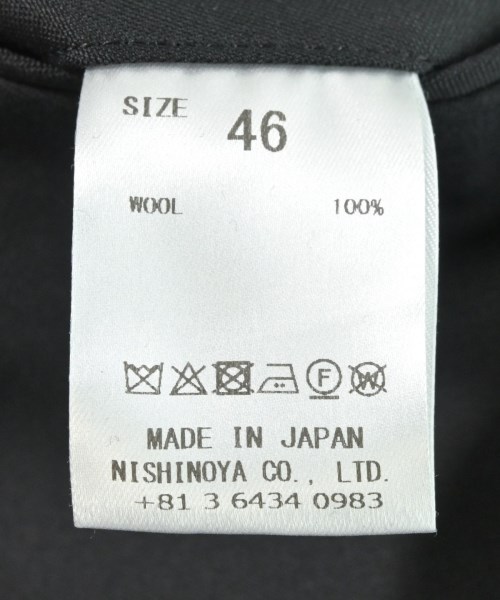 SIZE 46
WOOL 100%
F W
MADE IN JAPAN
NISHINOYA CO., LTD.
+81 3 6434 0983